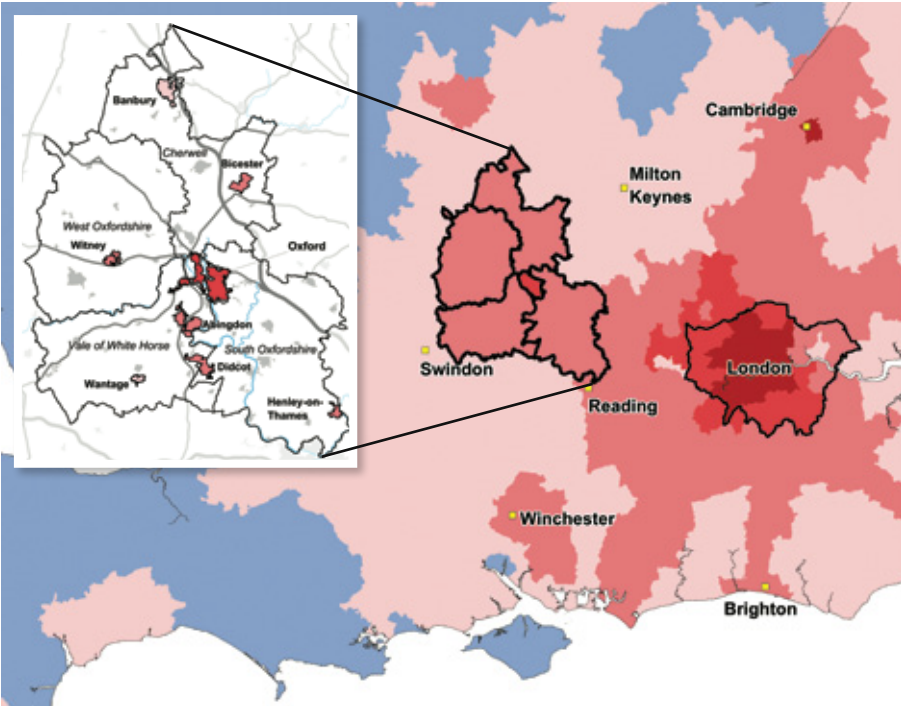 Banbury
Cherwell
Bicester
West Oxfordshire
Witney
Oxford
Abingdon
Vale of White Horse
South Oxfordshire
Didcot
Wantage
Henley-on-
Thames
Cambridge
Milton
Keynes
Swindon
London
Reading
Winchester
Brighton